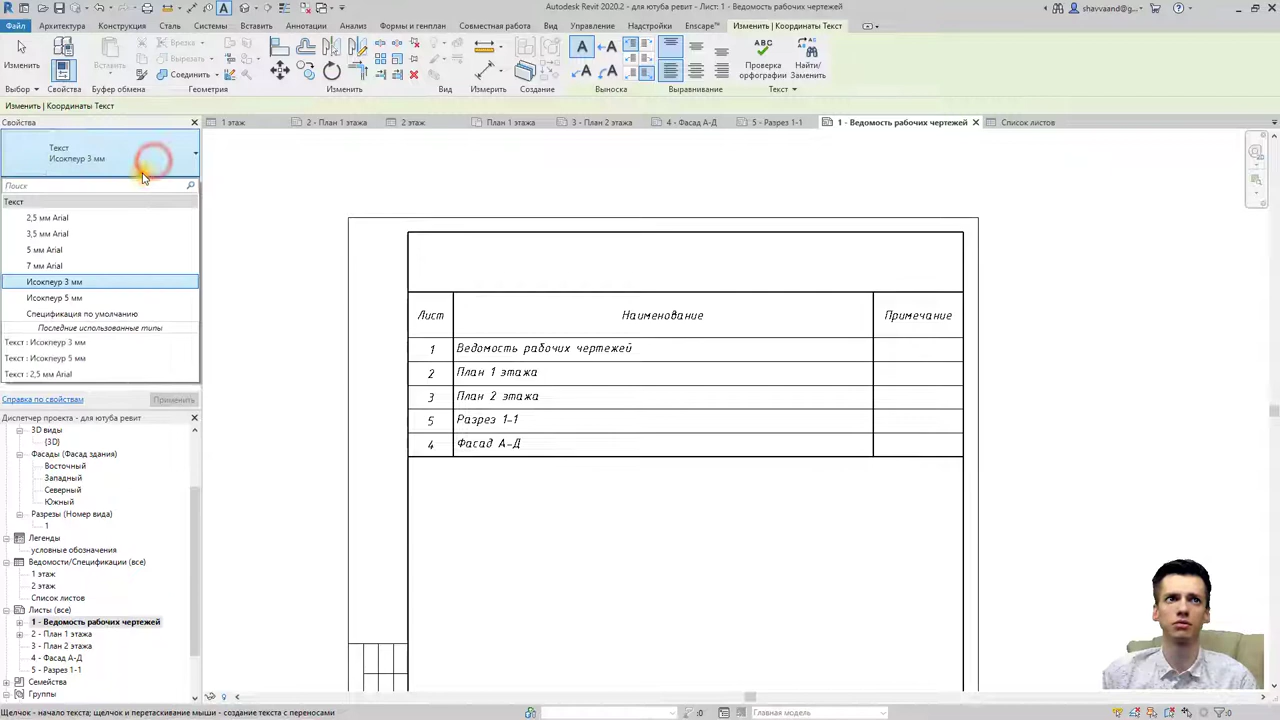 Autodesk Revit 2020.2 - для ютуба ревит - Лист: 1 - Ведомость рабочих чертежей
shavvaand@g...
Файл Архитектура Конструкция Сталь Системы Вставить Аннотации Анализ Формы и генплан Совместная работа Вид Управление Надстройки Enscape™ Изменить | Координаты Текст
Изменить Вставить Врезка Вырезать Соединить Проверка орфографии Найти/Заменить
Выбор Свойства Буфер обмена Геометрия Изменить Вид Измерить Создание Выноска Выравнивание Текст
Изменить | Координаты Текст
Свойства
1 этаж 2 - План 1 этажа 2 этаж План 1 этажа 3 - План 2 этажа 4 - Фасад А-Д 5 - Разрез 1-1 1 - Ведомость рабочих чертежей Список листов
Текст
Исокпеур 3 мм
Поиск
Текст
2,5 мм Arial
3,5 мм Arial
5 мм Arial
7 мм Arial
Исокпеур 3 мм
Исокпеур 5 мм
Спецификация по умолчанию
Последние использованные типы
Текст : Исокпеур 3 мм
Текст : Исокпеур 5 мм
Текст : 2,5 мм Arial
Справка по свойствам Применить
Диспетчер проекта - для ютуба ревит
3D виды
{3D}
Фасады (Фасад здания)
Восточный
Западный
Северный
Южный
Разрезы (Номер вида)
1
Легенды
условные обозначения
Ведомости/Спецификации (все)
1 этаж
2 этаж
Список листов
Листы (все)
1 - Ведомость рабочих чертежей
2 - План 1 этажа
3 - План 2 этажа
4 - Фасад А-Д
5 - Разрез 1-1
Семейства
Группы
Лист Наименование Примечание
1 Ведомость рабочих чертежей
2 План 1 этажа
3 План 2 этажа
5 Разрез 1-1
4 Фасад А-Д
Щелчок - начало текста; щелчок и перетаскивание мыши - создание текста с переносами
:0 Главная модель :0